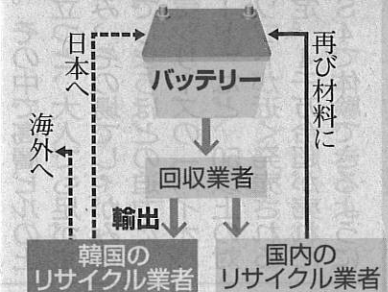 再び材料に
日本へ
海外へ
バッテリー
回収業者
輸出
韓国の
リサイクル業者
国内の
リサイクル業者